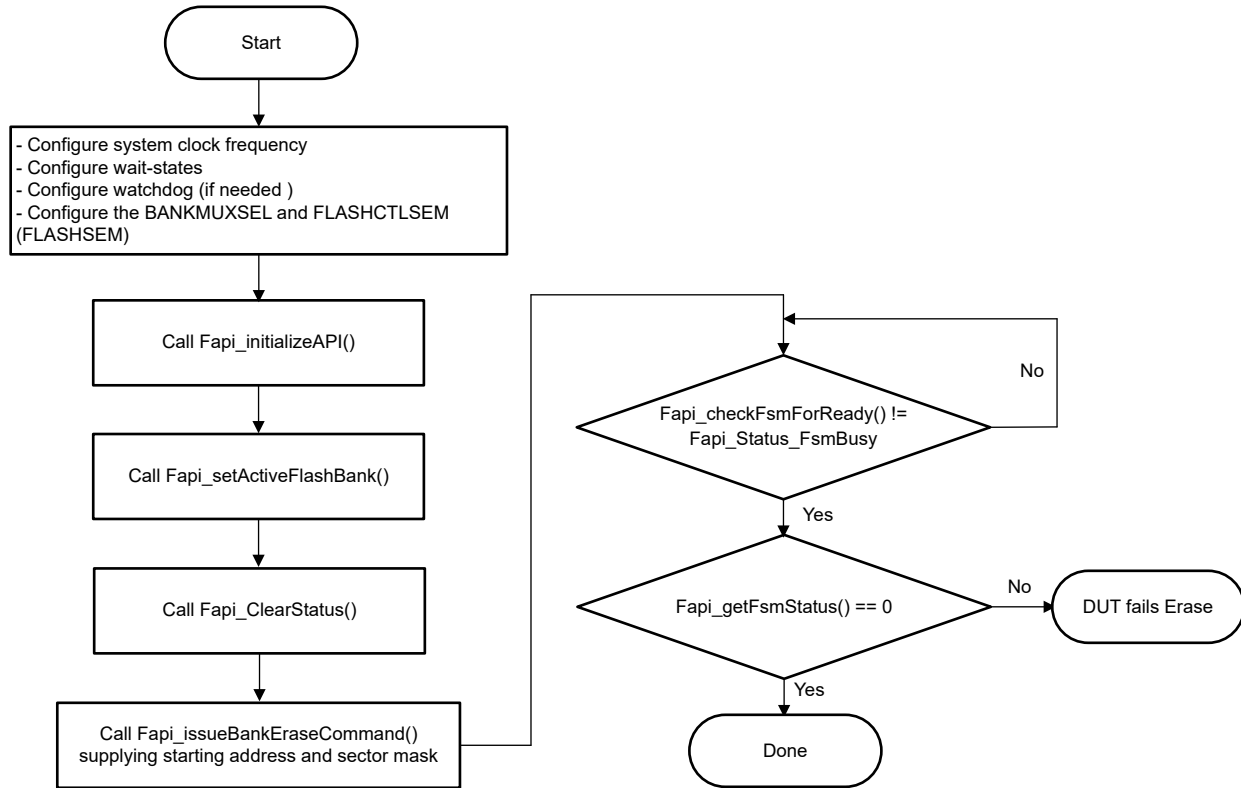 Start
- Configure system clock frequency
- Configure wait-states
- Configure watchdog (if needed )
- Configure the BANKMUXSEL and FLASHCTLSEM
(FLASHSEM)
Call Fapi_initializeAPI()
Call Fapi_setActiveFlashBank()
Call Fapi_ClearStatus()
Call Fapi_issueBankEraseCommand()
supplying starting address and sector mask
Fapi_checkFsmForReady() !=
Fapi_Status_FsmBusy
No
Yes
Fapi_getFsmStatus() == 0
No
DUT fails Erase
Yes
Done